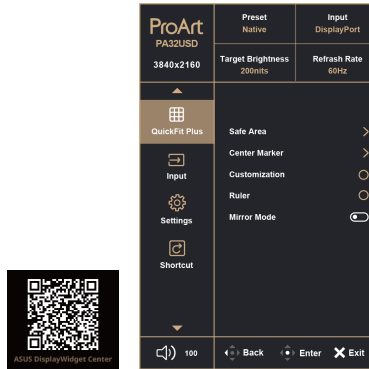 ProArt
PA32USD
3840x2160
Preset
Native
Input
DisplayPort
Target Brightness
200nits
Refrash Rate
60Hz
QuickFit Plus
Input
Settings
Shortcut
Safe Area
Center Marker
Customization
Ruler
Mirror Mode
100
Back
Enter
Exit
ASUS DisplayWidget Center